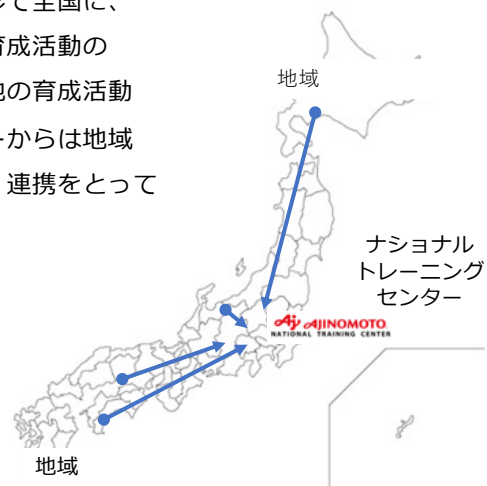 て全国に、
育成活動の
地の育成活動
ーからは地域
連携をとって
地域
ナショナル
トレーニング
センター
AJINOMOTO
NATIONAL TRAINING CENTER
地域